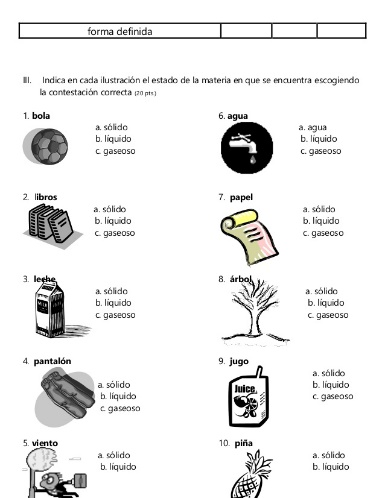 forma definida
III. Indica en cada ilustración el estado de la materia en que se encuentra escogiendo
la contestación correcta (20 pts.)
1. bola
a. sólido
b. líquido
c. gaseoso
2. libros
a. sólido
b. líquido
c. gaseoso
3. leche
a. sólido
b. líquido
c. gaseoso
4. pantalón
a. sólido
b. líquido
c. gaseoso
5. viento
a. sólido
b. líquido
6. agua
a. agua
b. líquido
c. gaseoso
7. papel
a. sólido
b. líquido
c. gaseoso
8. árbol
a. sólido
b. líquido
c. gaseoso
9. jugo
Juice
a. sólido
b. líquido
c. gaseoso
10. piña
a. sólido
b. líquido